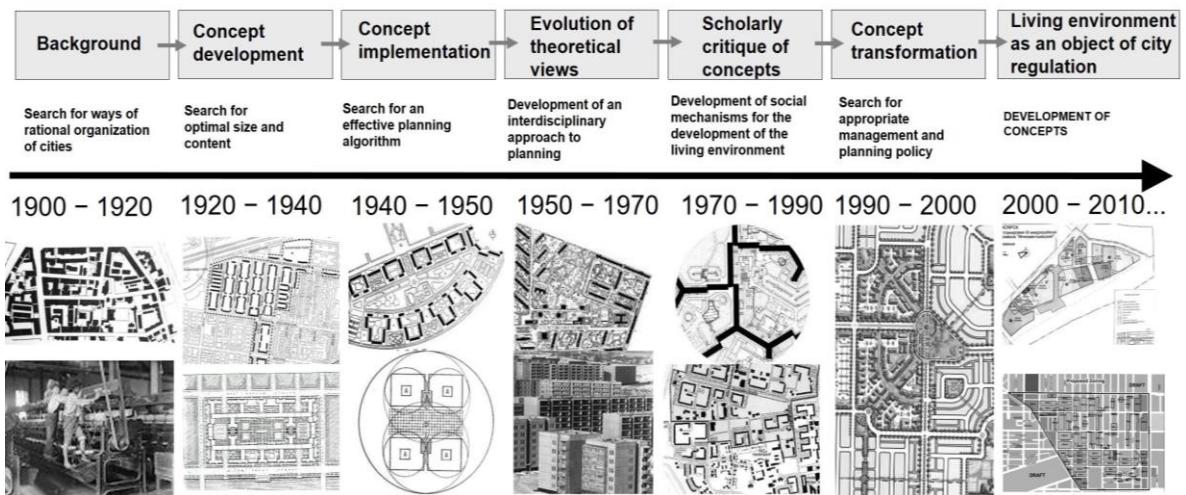 Background
Concept
development
Concept
implementation
Evolution of
theoretical
views
Scholarly
critique of
concepts
Concept
transformation
Living environment
as an object of city
regulation
Search for ways of
rational organization
of cities
Search for
optimal size and
content
Search for an
effective planning
algorithm
Development of an
interdisciplinary
approach to
planning
Development of social
mechanisms for the
development of the
living environment
Search for
appropriate
management and
planning policy
DEVELOPMENT OF
CONCEPTS
1900 – 1920
1920 – 1940
1940 – 1950
1950 – 1970
1970 – 1990
1990 – 2000
2000 – 2010...
A
A
A
A
DRAFT
DRAFT